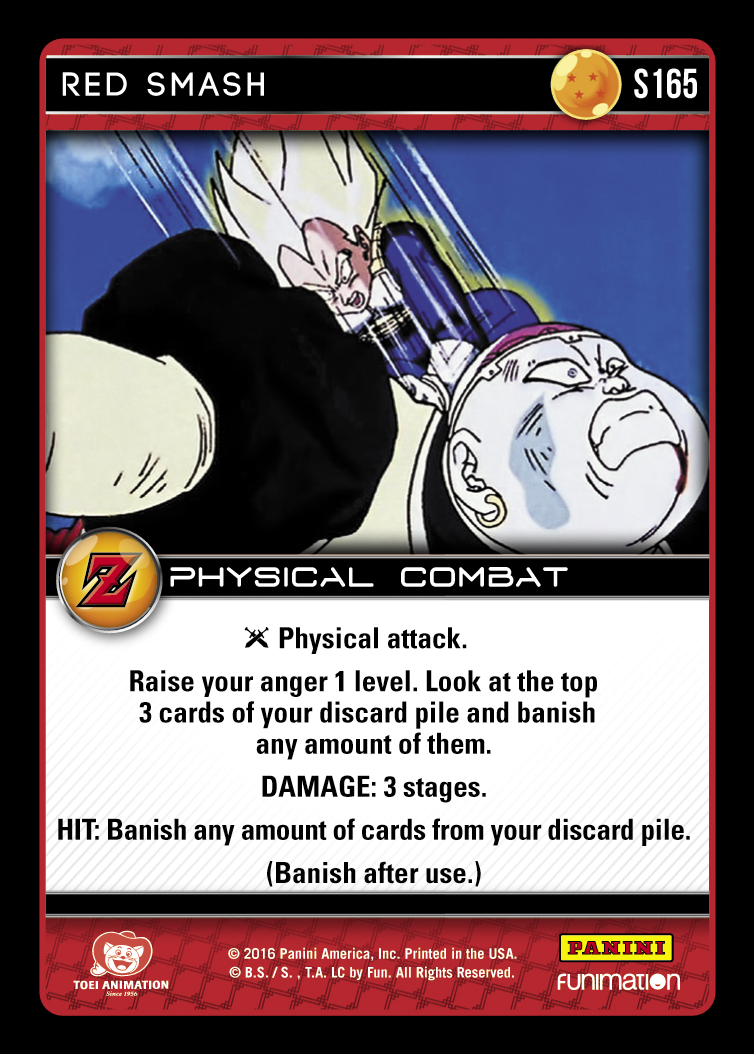 RED SMASH
S165
Z
PHYSICAL COMBAT
Physical attack.
Raise your anger 1 level. Look at the top
3 cards of your discard pile and banish
any amount of them.
DAMAGE: 3 stages.
HIT: Banish any amount of cards from your discard pile.
(Banish after use.)
TOEI ANIMATION
Since 1956
© 2016 Panini America, Inc. Printed in the USA.
© B.S. / S. , T.A. LC by Fun. All Rights Reserved.
PANINI
FUNIMATION